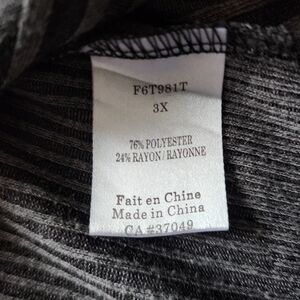 F6T981T
3X
76% POLYESTER
24% RAYON/RAYONNE
Fait en Chine
Made in China
CA #37049